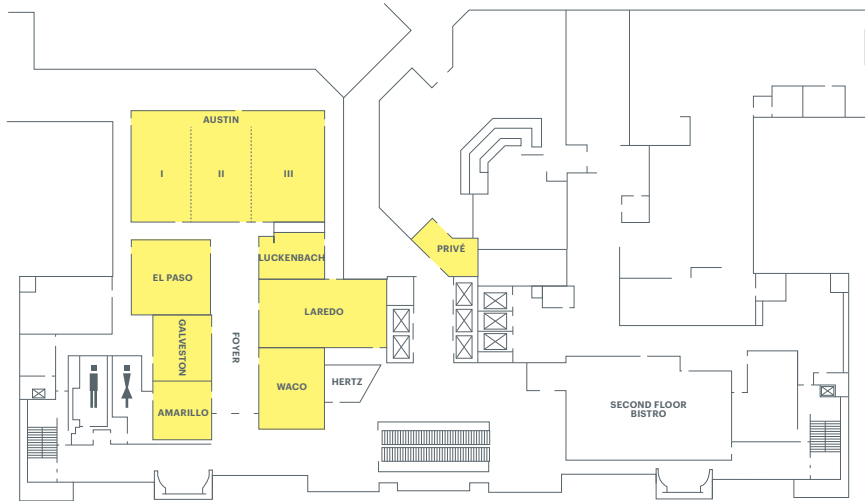 AUSTIN
I
II
III
PRIVÉ
LUCKENBACH
EL PASO
LAREDO
GALVESTON
FOYER
WACO
HERTZ
AMARILLO
SECOND FLOOR
BISTRO